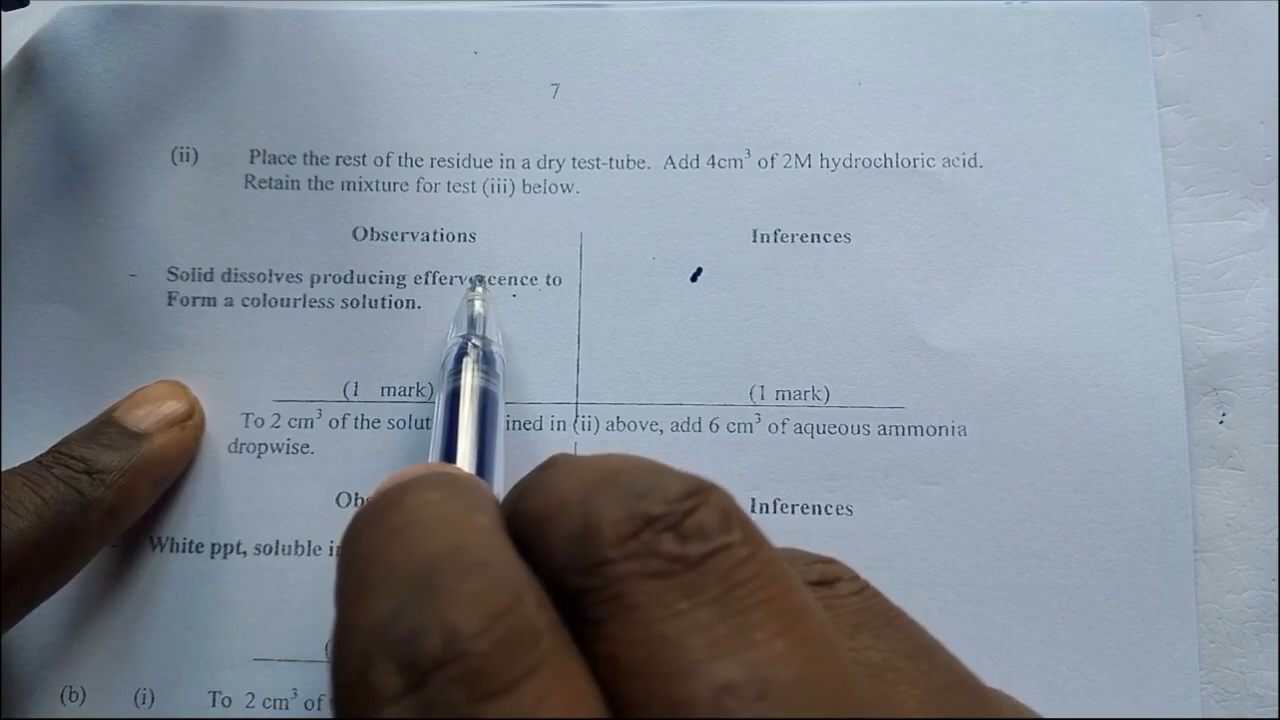 7
(ii) Place the rest of the residue in a dry test-tube. Add 4cm³ of 2M hydrochloric acid.
Retain the mixture for test (iii) below.
Observations Inferences
- Solid dissolves producing effervescence to
Form a colourless solution.
(1 mark) (1 mark)
To 2 cm³ of the solut ined in (ii) above, add 6 cm³ of aqueous ammonia
dropwise.
Obs Inferences
White ppt, soluble i
(b) (i) To 2 cm³ of